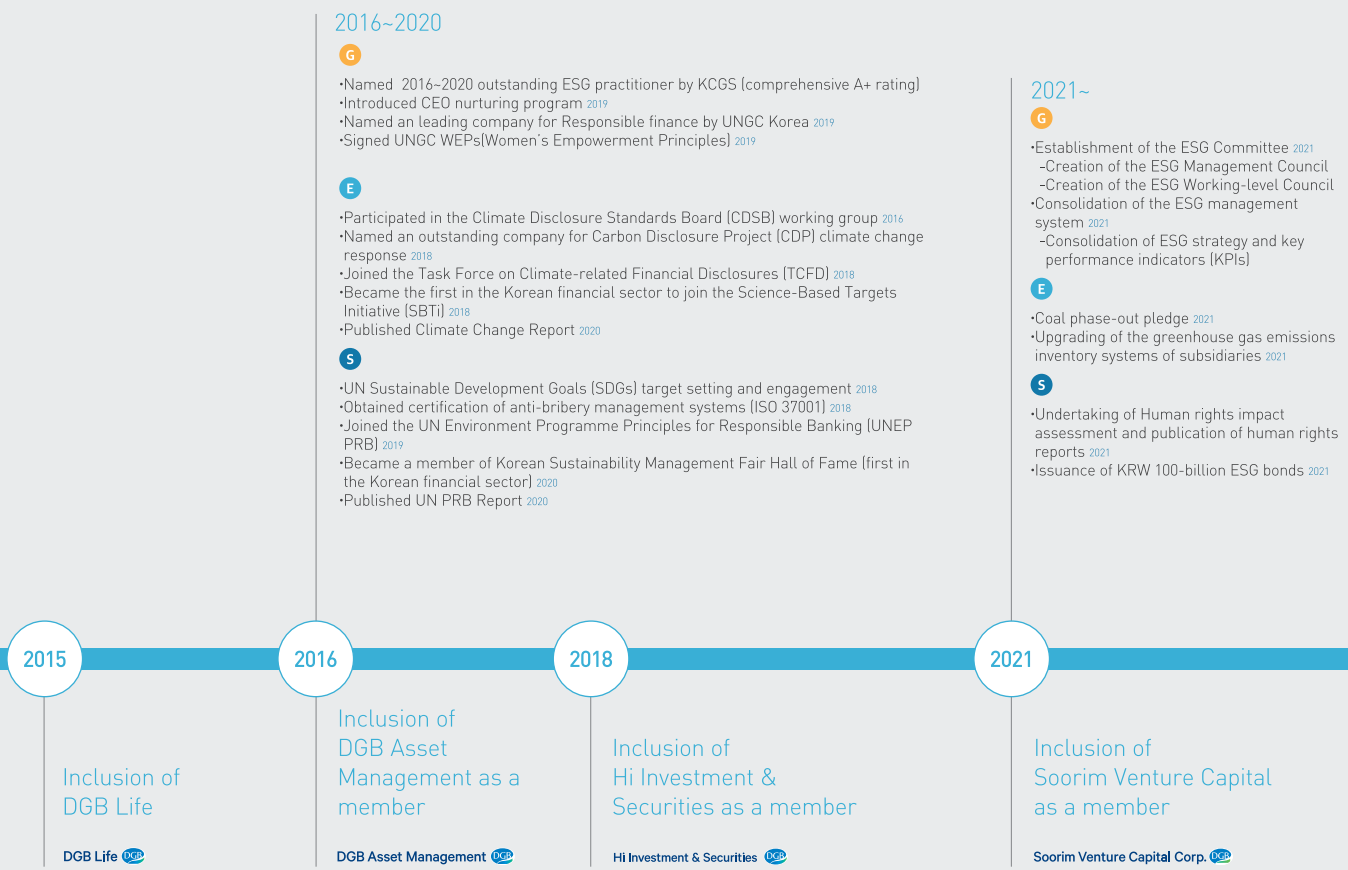 2016~2020
G
•Named 2016~2020 outstanding ESG practitioner by KCGS (comprehensive A+ rating)
•Introduced CEO nurturing program 2019
•Named an leading company for Responsible finance by UNGC Korea 2019
•Signed UNGC WEPs(Women's Empowerment Principles) 2019
E
•Participated in the Climate Disclosure Standards Board (CDSB) working group 2016
•Named an outstanding company for Carbon Disclosure Project (CDP) climate change
response 2018
•Joined the Task Force on Climate-related Financial Disclosures (TCFD) 2018
•Became the first in the Korean financial sector to join the Science-Based Targets
Initiative (SBTi) 2018
•Published Climate Change Report 2020
S
•UN Sustainable Development Goals (SDGs) target setting and engagement 2018
•Obtained certification of anti-bribery management systems (ISO 37001) 2018
•Joined the UN Environment Programme Principles for Responsible Banking (UNEP
PRB) 2019
•Became a member of Korean Sustainability Management Fair Hall of Fame (first in
the Korean financial sector) 2020
•Published UN PRB Report 2020
2021~
G
•Establishment of the ESG Committee 2021
-Creation of the ESG Management Council
-Creation of the ESG Working-level Council
•Consolidation of the ESG management
system 2021
-Consolidation of ESG strategy and key
performance indicators (KPIs)
E
•Coal phase-out pledge 2021
•Upgrading of the greenhouse gas emissions
inventory systems of subsidiaries 2021
S
•Undertaking of Human rights impact
assessment and publication of human rights
reports 2021
•Issuance of KRW 100-billion ESG bonds 2021
2015
2016
2018
2021
Inclusion of
DGB Life
DGB Life DGB
Inclusion of
DGB Asset
Management as a
member
DGB Asset Management DGB
Inclusion of
Hi Investment &
Securities as a member
Hi Investment & Securities DGB
Inclusion of
Soorim Venture Capital
as a member
Soorim Venture Capital Corp. DGB